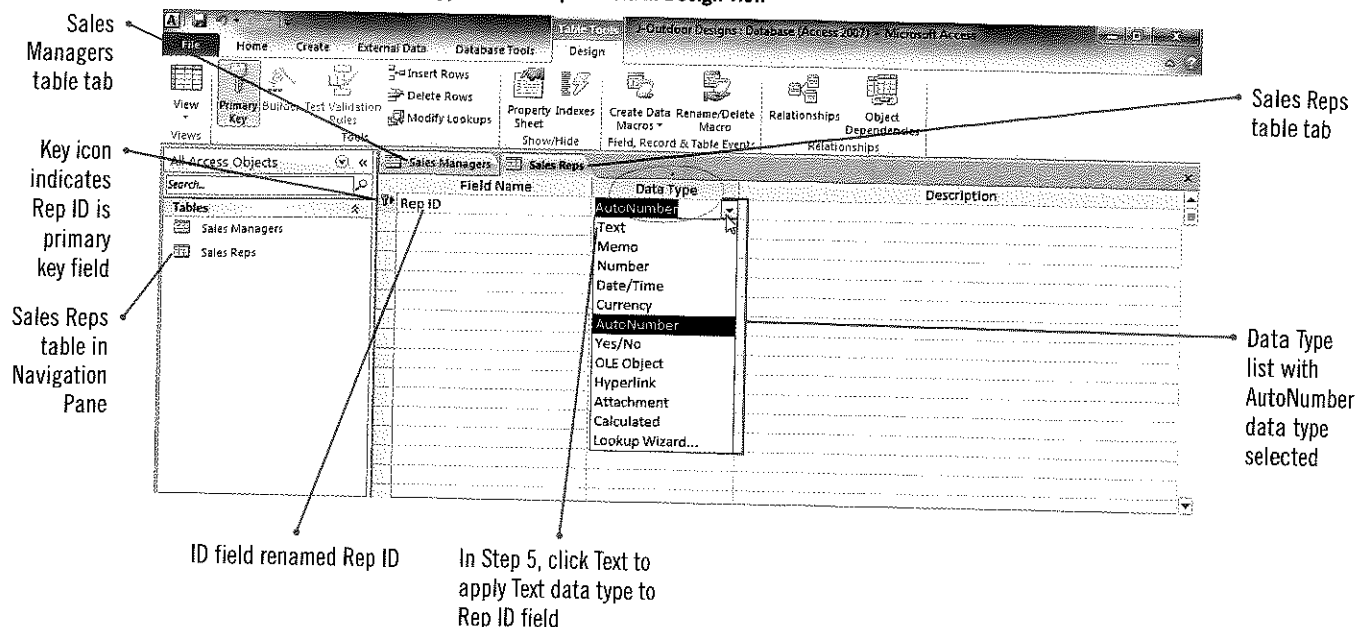 in Design View
Sales Managers table tab
Key icon indicates Rep ID is primary key field
Sales Reps table in Navigation Pane
Table Tools
J-Outdoor Designs : Database (Access 2007) - Microsoft Access
File
Home
Create
External Data
Database Tools
Design
View
Primary Key
Builder
Test Validation Rules
Insert Rows
Delete Rows
Modify Lookups
Property Sheet
Indexes
Create Data Macros
Rename/Delete Macro
Relationships
Object Dependencies
Views
Tools
Show/Hide
Field, Record & Table Events
Relationships
Sales Reps table tab
All Access Objects
Search...
Tables
Sales Managers
Sales Reps
Sales Managers
Sales Reps
Field Name
Data Type
Description
Rep ID
AutoNumber
Text
Memo
Number
Date/Time
Currency
AutoNumber
Yes/No
OLE Object
Hyperlink
Attachment
Calculated
Lookup Wizard...
Data Type list with AutoNumber data type selected
ID field renamed Rep ID
In Step 5, click Text to
apply Text data type to
Rep ID field